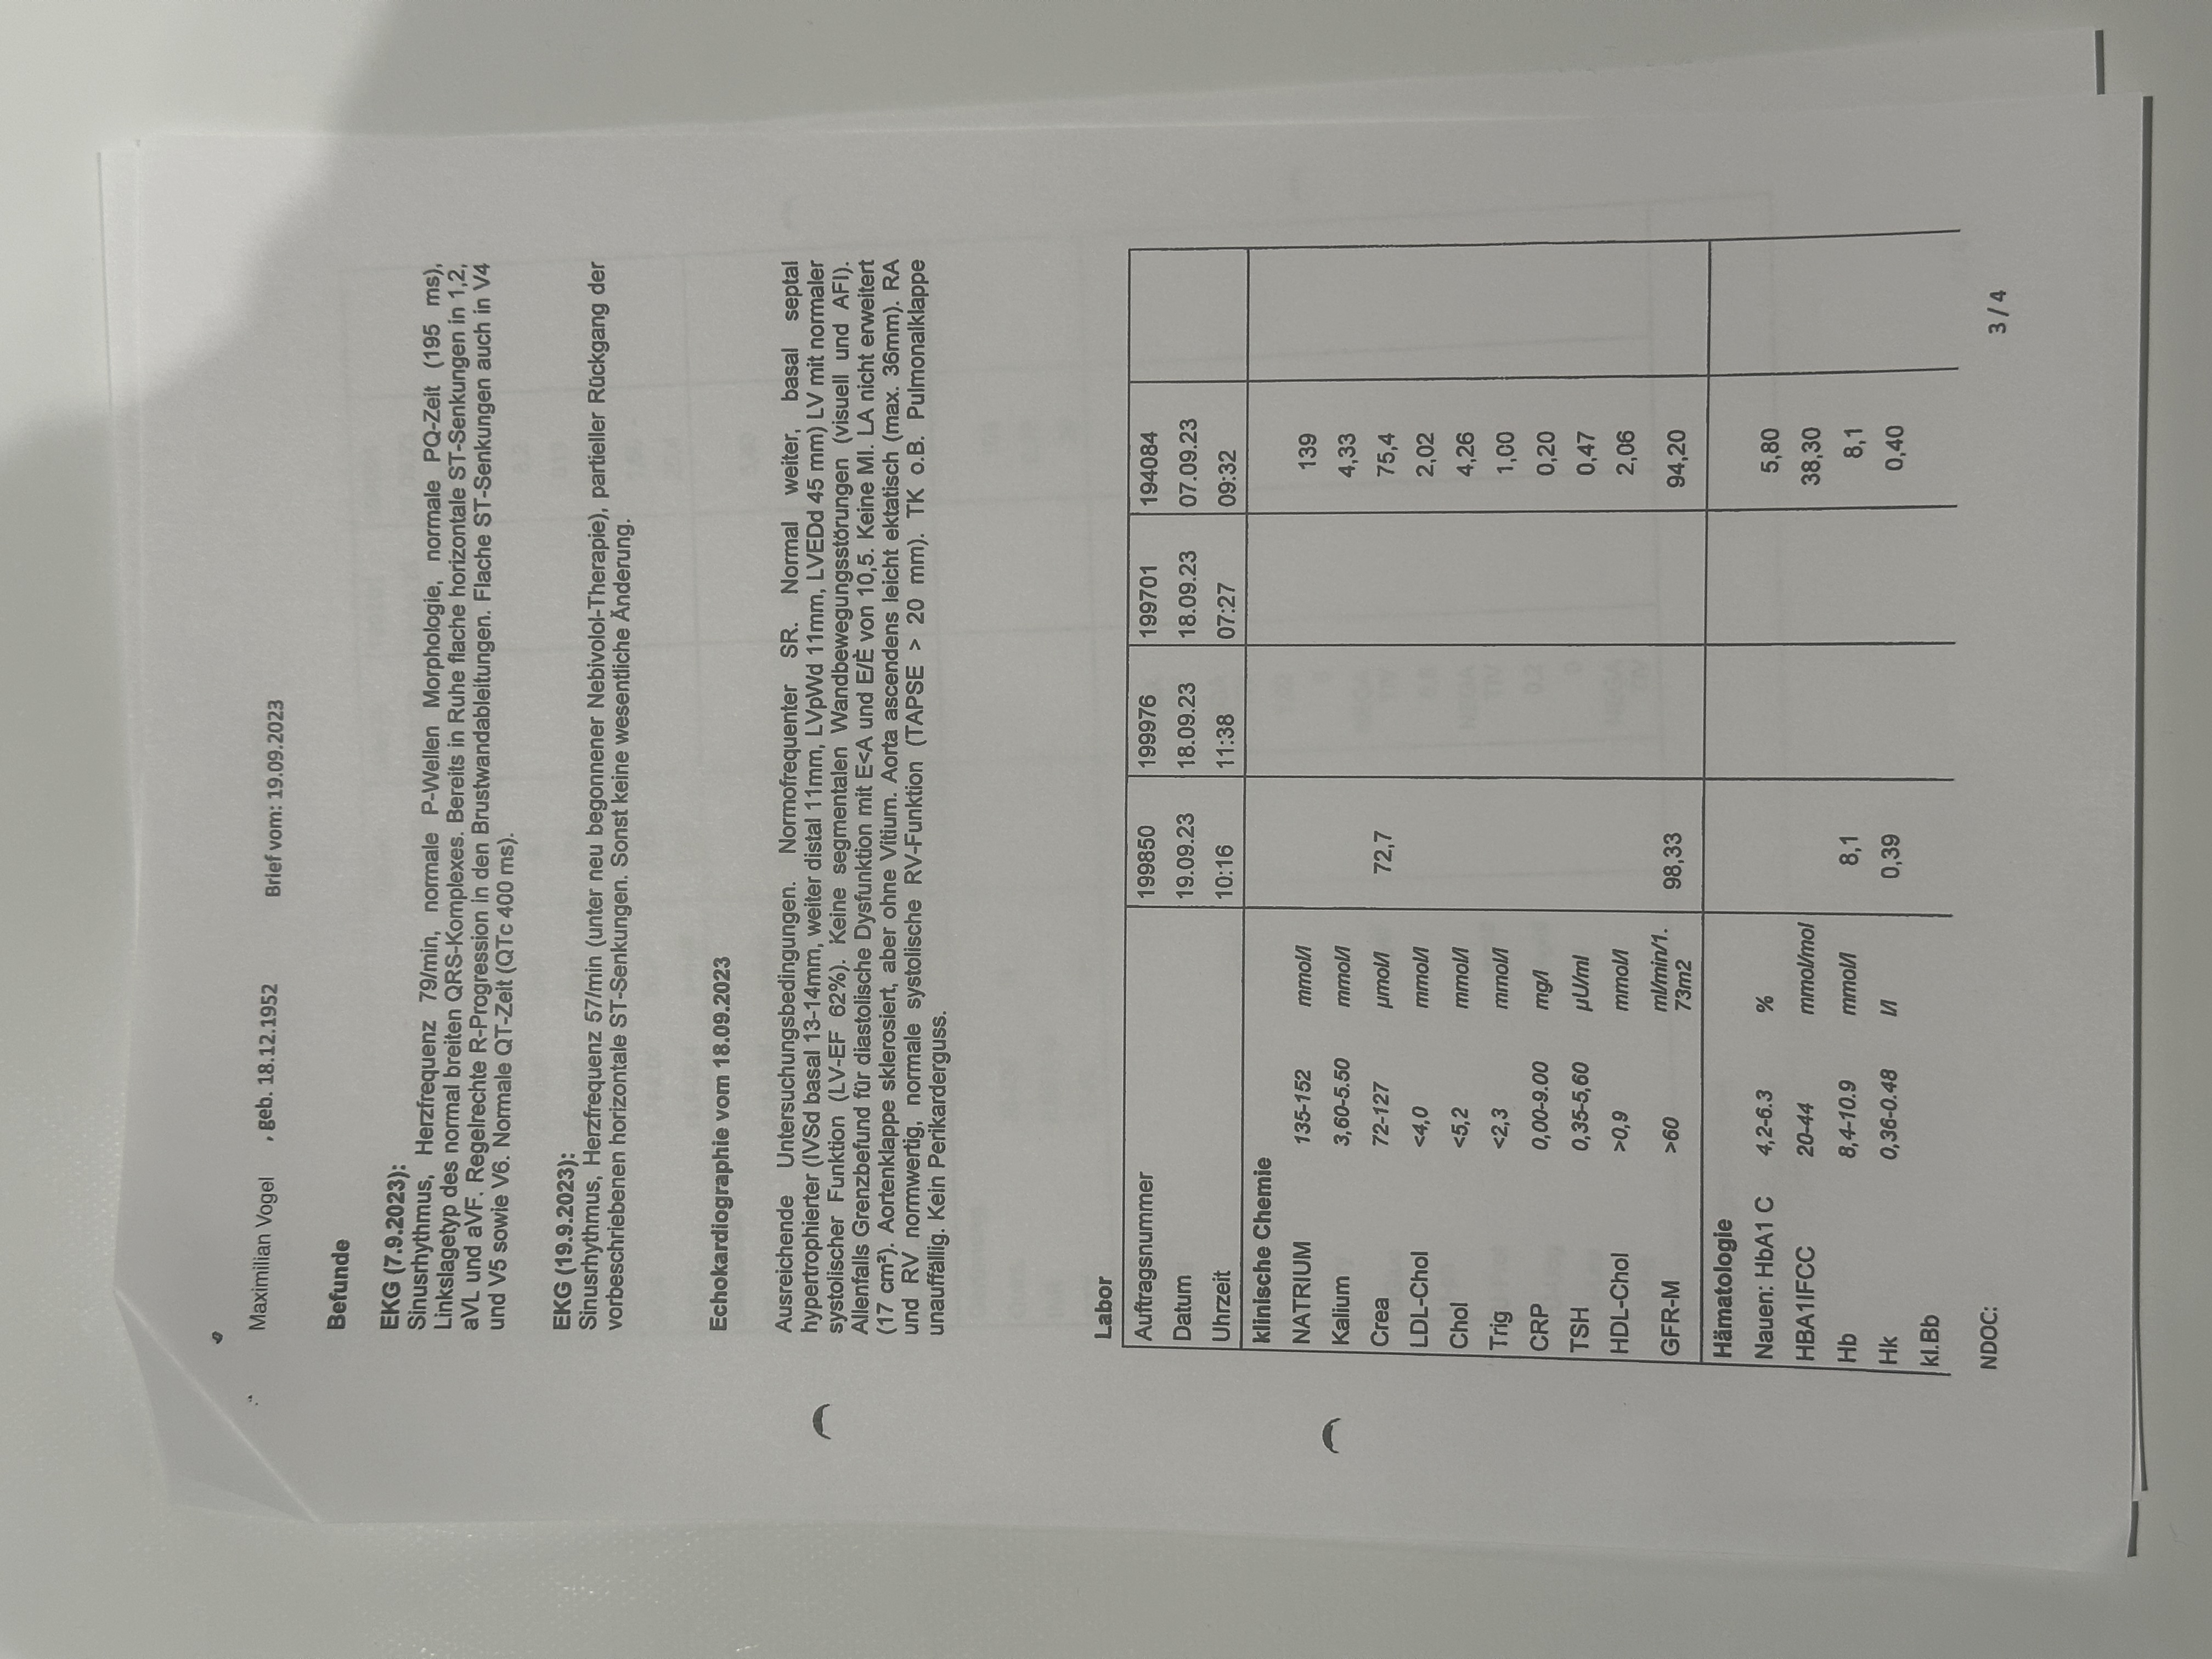 Maximilian Vogel , geb. 18.12.1952 Brief vom: 19.09.2023
Befunde
EKG (7.9.2023):
Sinusrhythmus, Herzfrequenz 79/min, normale P-Wellen Morphologie, normale PQ-Zeit (195 ms),
Linkslagetyp des normal breiten QRS-Komplexes. Bereits in Ruhe flache horizontale ST-Senkungen in 1,2,
aVL und aVF. Regelrechte R-Progression in den Brustwandableitungen. Flache ST-Senkungen auch in V4
und V5 sowie V6. Normale QT-Zeit (QTc 400 ms).
EKG (19.9.2023):
Sinusrhythmus, Herzfrequenz 57/min (unter neu begonnener Nebivolol-Therapie), partieller Rückgang der
vorbeschriebenen horizontale ST-Senkungen. Sonst keine wesentliche Änderung.
Echokardiographie vom 18.09.2023
Ausreichende Untersuchungsbedingungen. Normofrequenter SR. Normal weiter, basal septal
hypertrophierter (IVSd basal 13-14mm, weiter distal 11mm, LVpWd 11mm, LVEDd 45 mm) LV mit normaler
systolischer Funktion (LV-EF 62%). Keine segmentalen Wandbewegungsstörungen (visuell und AFI).
Allenfalls Grenzbefund für diastolische Dysfunktion mit E<A und E/È von 10,5. Keine MI. LA nicht erweitert
(17 cm²). Aortenklappe sklerosiert, aber ohne Vitium. Aorta ascendens leicht ektatisch (max. 36mm). RA
und RV normwertig, normale systolische RV-Funktion (TAPSE > 20 mm). TK o.B. Pulmonalklappe
unauffällig. Kein Perikarderguss.
Labor
Auftragsnummer 199850 199976 199701 194084
Datum 19.09.23 18.09.23 18.09.23 07.09.23
Uhrzeit 10:16 11:38 07:27 09:32
klinische Chemie
NATRIUM 135-152 mmol/l 139
Kalium 3,60-5.50 mmol/l 4,33
Crea 72-127 µmol/l 72,7 75,4
LDL-Chol <4,0 mmol/l 2,02
Chol <5,2 mmol/l 4,26
Trig <2,3 mmol/l 1,00
CRP 0,00-9.00 mg/l 0,20
TSH 0,35-5,60 µU/ml 0,47
HDL-Chol >0,9 mmol/l 2,06
GFR-M >60 ml/min/1. 98,33 94,20
73m2
Hämatologie
Nauen: HbA1 C 4,2-6.3 % 5,80
HBA1IFCC 20-44 mmol/mol 38,30
Hb 8,4-10.9 mmol/l 8,1 8,1
Hk 0,36-0.48 l/l 0,39 0,40
kl.Bb
NDOC: 3 / 4